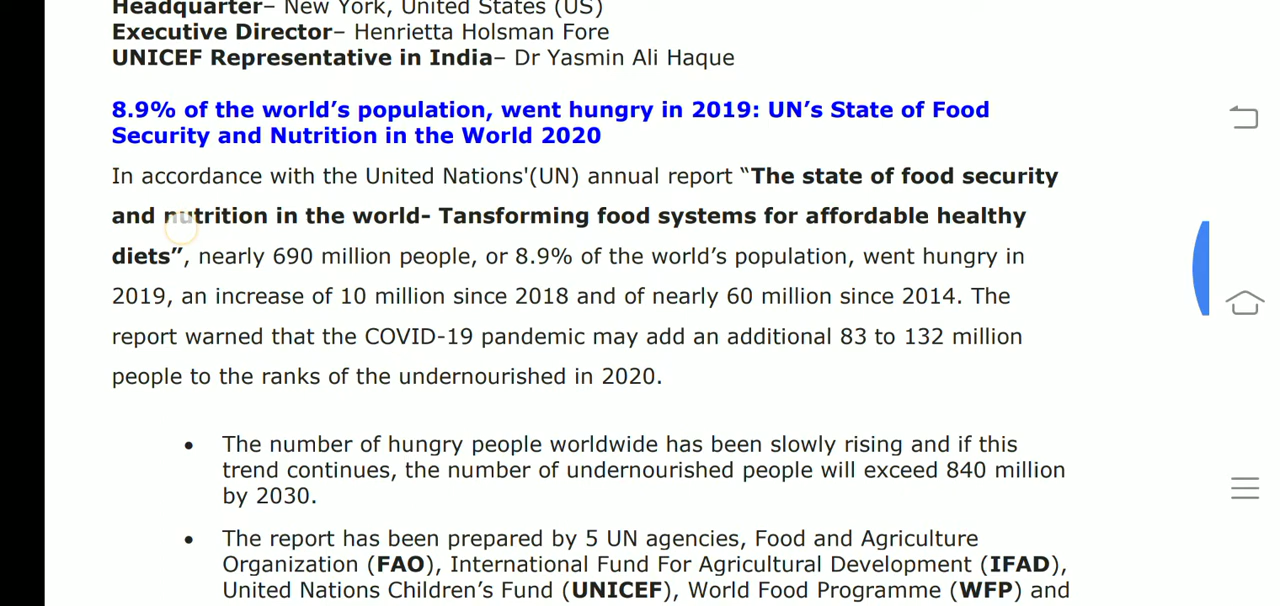 Headquarter– New York, United States (US)
Executive Director– Henrietta Holsman Fore
UNICEF Representative in India– Dr Yasmin Ali Haque
8.9% of the world’s population, went hungry in 2019: UN’s State of Food
Security and Nutrition in the World 2020
In accordance with the United Nations'(UN) annual report “The state of food security
and nutrition in the world- Tansforming food systems for affordable healthy
diets”, nearly 690 million people, or 8.9% of the world’s population, went hungry in
2019, an increase of 10 million since 2018 and of nearly 60 million since 2014. The
report warned that the COVID-19 pandemic may add an additional 83 to 132 million
people to the ranks of the undernourished in 2020.
• The number of hungry people worldwide has been slowly rising and if this
trend continues, the number of undernourished people will exceed 840 million
by 2030.
• The report has been prepared by 5 UN agencies, Food and Agriculture
Organization (FAO), International Fund For Agricultural Development (IFAD),
United Nations Children’s Fund (UNICEF), World Food Programme (WFP) and